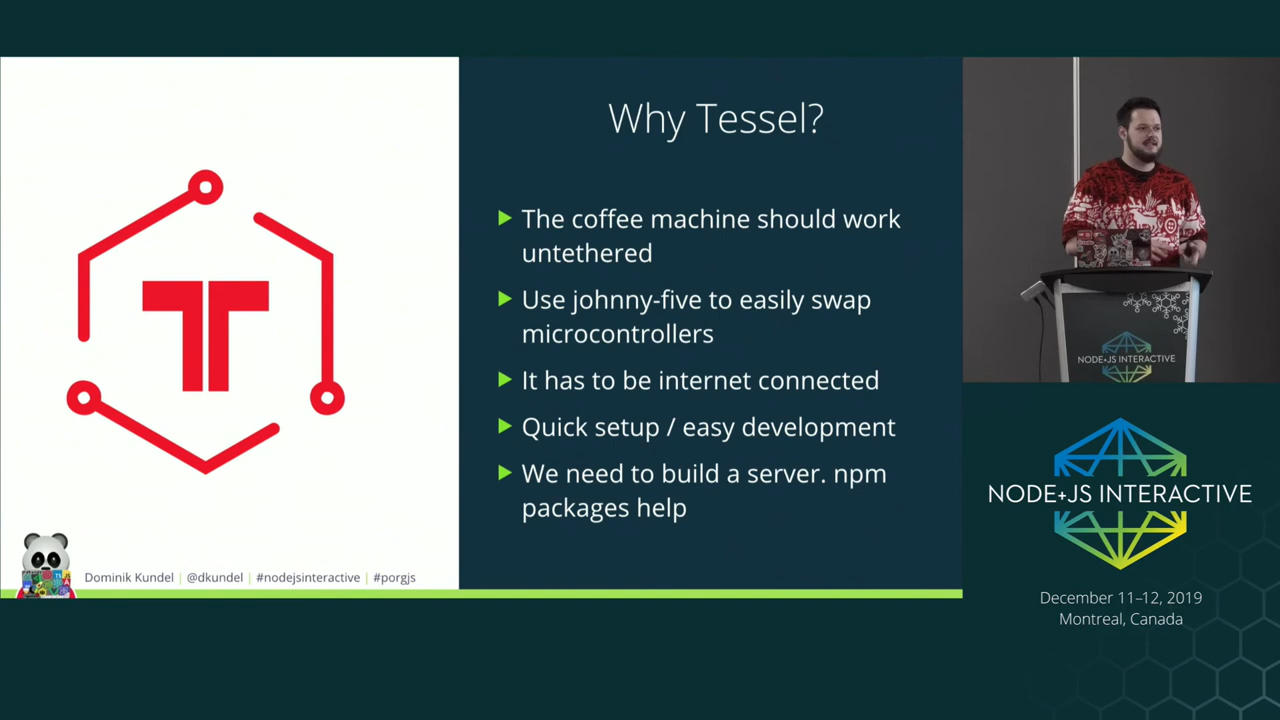 Why Tessel?
The coffee machine should work
untethered
Use johnny-five to easily swap
microcontrollers
It has to be internet connected
Quick setup / easy development
We need to build a server. npm
packages help
Dominik Kundel | @dkundel | #nodejsinteractive | #porgjs
NODE+JS INTERACTIVE
NODE+JS INTERACTIVE
December 11–12, 2019
Montreal, Canada